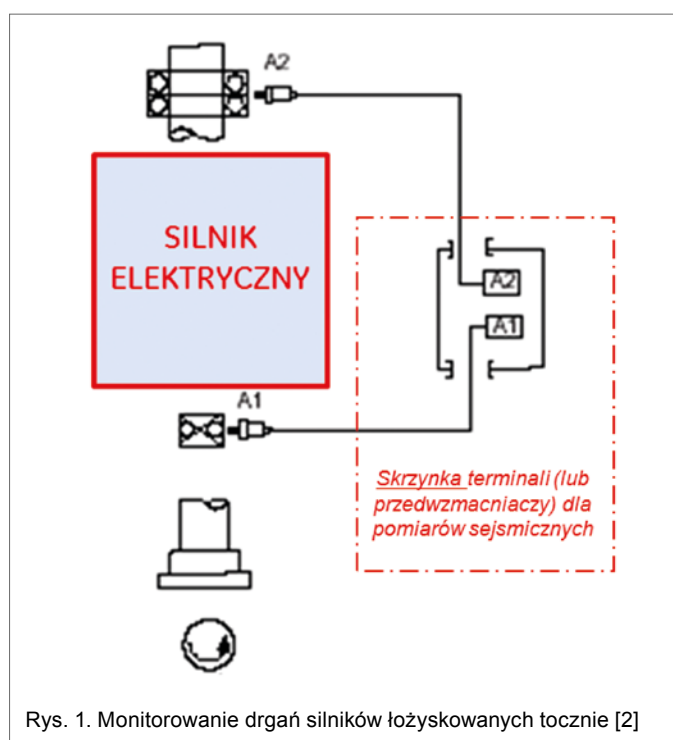 A2
SILNIK
ELEKTRYCZNY
A2
A1
A1
Skrzynka terminali (lub
przedwzmacniaczy) dla
pomiarów sejsmicznych
Rys. 1. Monitorowanie drgań silników łożyskowanych tocznie [2]